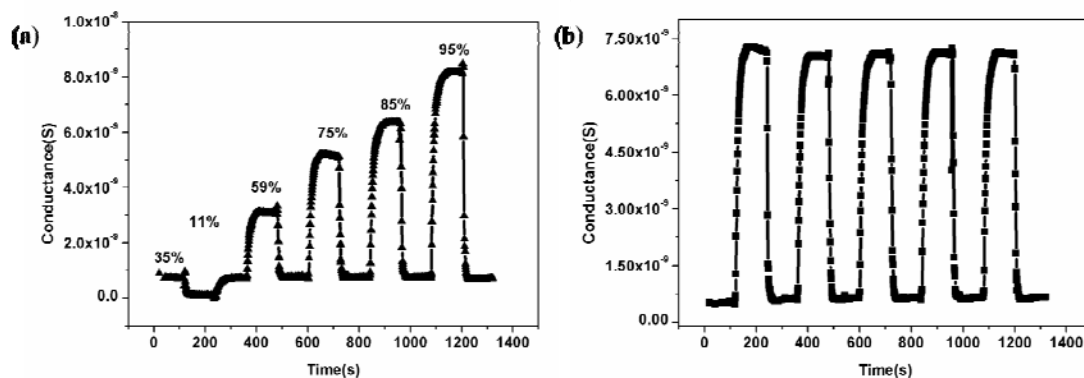 (a)
Conductance(S)
1.0x10⁻⁸
8.0x10⁻⁹
6.0x10⁻⁹
4.0x10⁻⁹
2.0x10⁻⁹
0.0
35%
11%
59%
75%
85%
95%
0 200 400 600 800 1000 1200 1400
Time(s)
(b)
Conductance(S)
7.50x10⁻⁹
6.00x10⁻⁹
4.50x10⁻⁹
3.00x10⁻⁹
1.50x10⁻⁹
0.00
0 200 400 600 800 1000 1200 1400
Time(s)